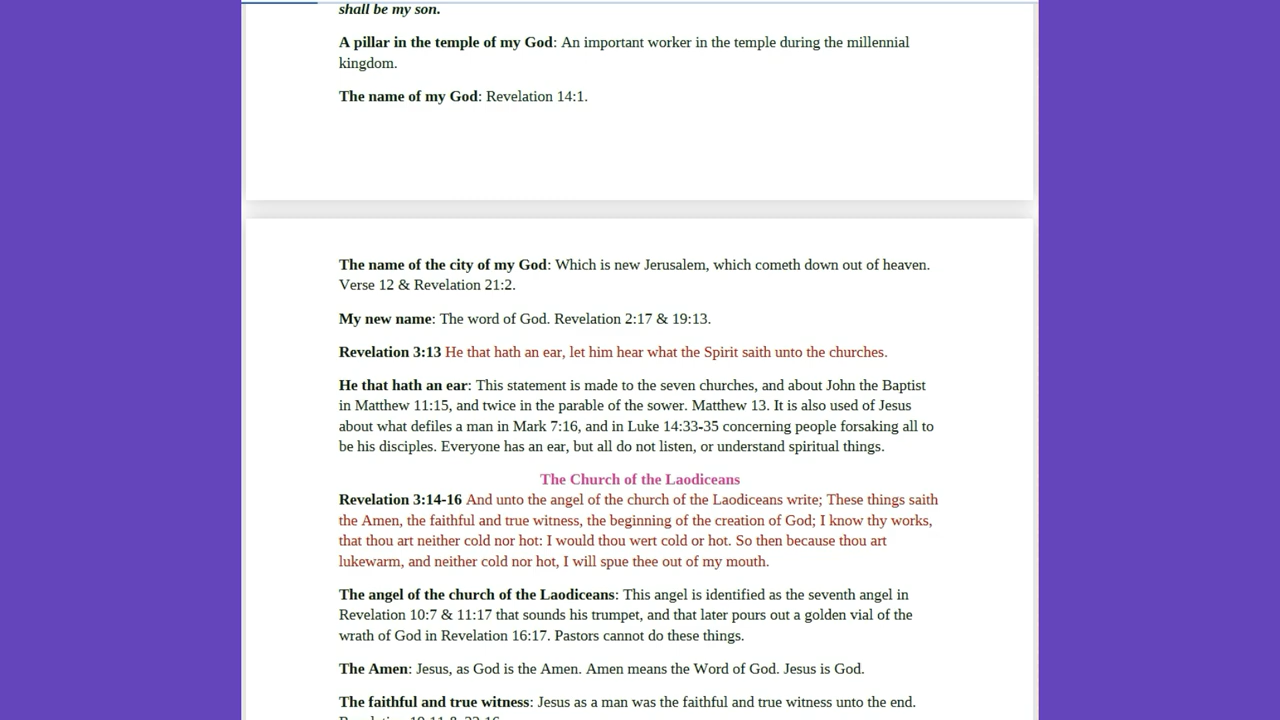 shall be my son.
A pillar in the temple of my God: An important worker in the temple during the millennial
kingdom.
The name of my God: Revelation 14:1.
The name of the city of my God: Which is new Jerusalem, which cometh down out of heaven.
Verse 12 & Revelation 21:2.
My new name: The word of God. Revelation 2:17 & 19:13.
Revelation 3:13 He that hath an ear, let him hear what the Spirit saith unto the churches.
He that hath an ear: This statement is made to the seven churches, and about John the Baptist
in Matthew 11:15, and twice in the parable of the sower. Matthew 13. It is also used of Jesus
about what defiles a man in Mark 7:16, and in Luke 14:33-35 concerning people forsaking all to
be his disciples. Everyone has an ear, but all do not listen, or understand spiritual things.
The Church of the Laodiceans
Revelation 3:14-16 And unto the angel of the church of the Laodiceans write; These things saith
the Amen, the faithful and true witness, the beginning of the creation of God; I know thy works,
that thou art neither cold nor hot: I would thou wert cold or hot. So then because thou art
lukewarm, and neither cold nor hot, I will spue thee out of my mouth.
The angel of the church of the Laodiceans: This angel is identified as the seventh angel in
Revelation 10:7 & 11:17 that sounds his trumpet, and that later pours out a golden vial of the
wrath of God in Revelation 16:17. Pastors cannot do these things.
The Amen: Jesus, as God is the Amen. Amen means the Word of God. Jesus is God.
The faithful and true witness: Jesus as a man was the faithful and true witness unto the end.
Revelation 19:11 & 22:16